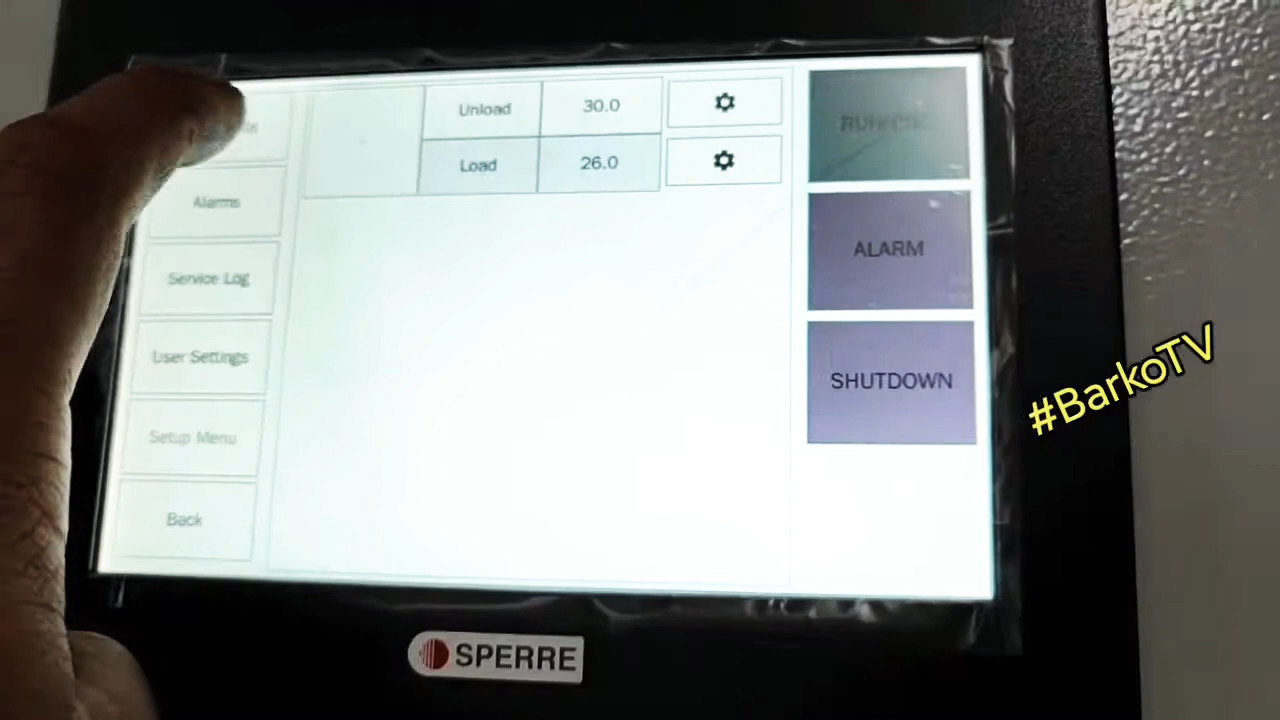 Unload 30.0
Load 26.0
Alarms
Service Log
User Settings
Setup Menu
Back
ALARM
SHUTDOWN
SPERRE
#BarkoTV